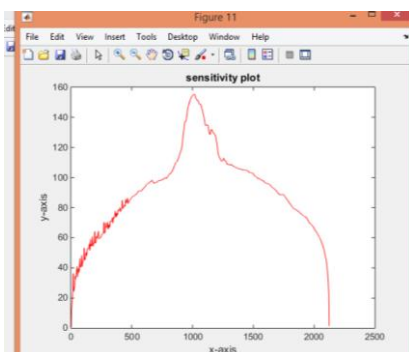 Figure 11
Edi
File Edit View Insert Tools Desktop Window Help
sensitivity plot
160
140
120
100
80
60
40
20
0
y-axis
0 500 1000 1500 2000 2500
x-axis